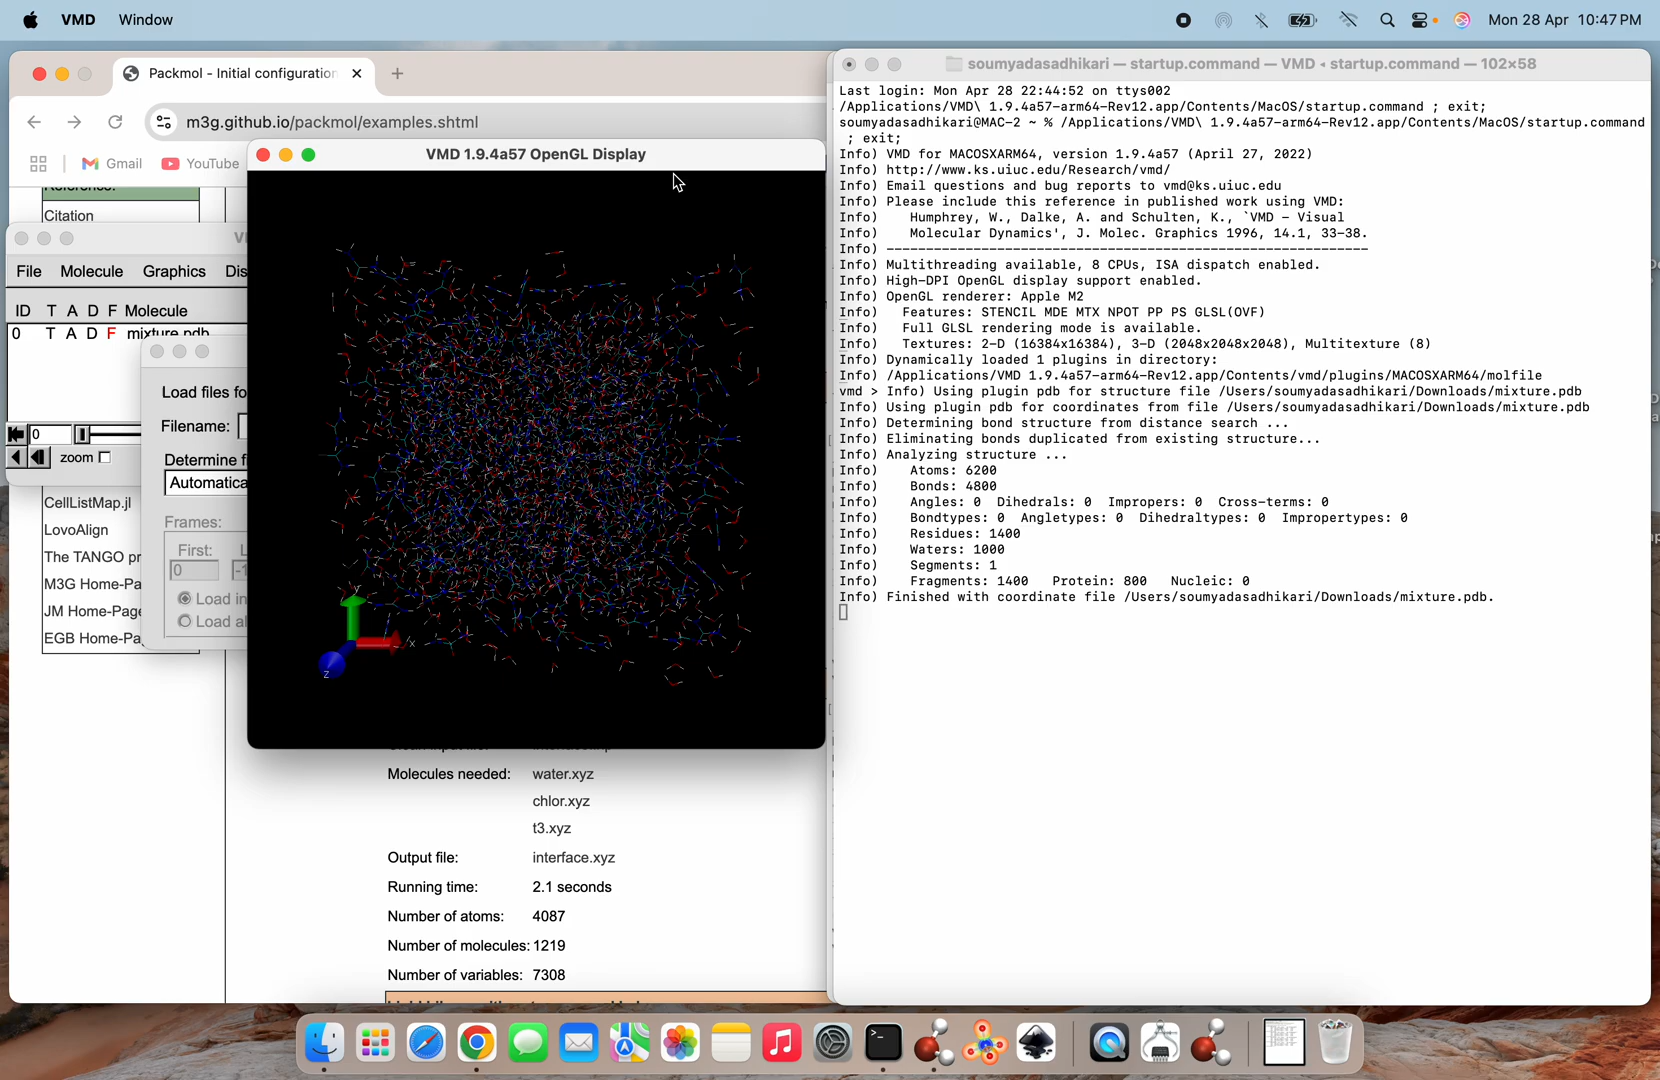 VMD Window
Mon 28 Apr 10:47 PM
Packmol - Initial configuration
m3g.github.io/packmol/examples.shtml
Gmail
YouTube
Reference:
Citation
File Molecule Graphics Dis
ID T A D F Molecule
0 T A D F mixture.pdb
0
zoom
CellListMap.jl
LovoAlign
The TANGO pr
M3G Home-Pa
JM Home-Page
EGB Home-Pa
Load files fo
Filename:
Determine fi
Automatica
Frames:
First: L
0 -1
Load in
Load al
VMD 1.9.4a57 OpenGL Display
x
Y
Z
Molecules needed: water.xyz
chlor.xyz
t3.xyz
Output file: interface.xyz
Running time: 2.1 seconds
Number of atoms: 4087
Number of molecules: 1219
Number of variables: 7308
soumyadasadhikari — startup.command — VMD ◂ startup.command — 102×58
Last login: Mon Apr 28 22:44:52 on ttys002
/Applications/VMD\ 1.9.4a57-arm64-Rev12.app/Contents/MacOS/startup.command ; exit;
soumyadasadhikari@MAC-2 ~ % /Applications/VMD\ 1.9.4a57-arm64-Rev12.app/Contents/MacOS/startup.command
; exit;
Info) VMD for MACOSXARM64, version 1.9.4a57 (April 27, 2022)
Info) http://www.ks.uiuc.edu/Research/vmd/
Info) Email questions and bug reports to vmd@ks.uiuc.edu
Info) Please include this reference in published work using VMD:
Info) Humphrey, W., Dalke, A. and Schulten, K., `VMD - Visual
Info) Molecular Dynamics', J. Molec. Graphics 1996, 14.1, 33-38.
Info) -------------------------------------------------------------
Info) Multithreading available, 8 CPUs, ISA dispatch enabled.
Info) High-DPI OpenGL display support enabled.
Info) OpenGL renderer: Apple M2
Info) Features: STENCIL MDE MTX NPOT PP PS GLSL(OVF)
Info) Full GLSL rendering mode is available.
Info) Textures: 2-D (16384x16384), 3-D (2048x2048x2048), Multitexture (8)
Info) Dynamically loaded 1 plugins in directory:
Info) /Applications/VMD 1.9.4a57-arm64-Rev12.app/Contents/vmd/plugins/MACOSXARM64/molfile
vmd > Info) Using plugin pdb for structure file /Users/soumyadasadhikari/Downloads/mixture.pdb
Info) Using plugin pdb for coordinates from file /Users/soumyadasadhikari/Downloads/mixture.pdb
Info) Determining bond structure from distance search ...
Info) Eliminating bonds duplicated from existing structure...
Info) Analyzing structure ...
Info) Atoms: 6200
Info) Bonds: 4800
Info) Angles: 0 Dihedrals: 0 Impropers: 0 Cross-terms: 0
Info) Bondtypes: 0 Angletypes: 0 Dihedraltypes: 0 Impropertypes: 0
Info) Residues: 1400
Info) Waters: 1000
Info) Segments: 1
Info) Fragments: 1400 Protein: 800 Nucleic: 0
Info) Finished with coordinate file /Users/soumyadasadhikari/Downloads/mixture.pdb.